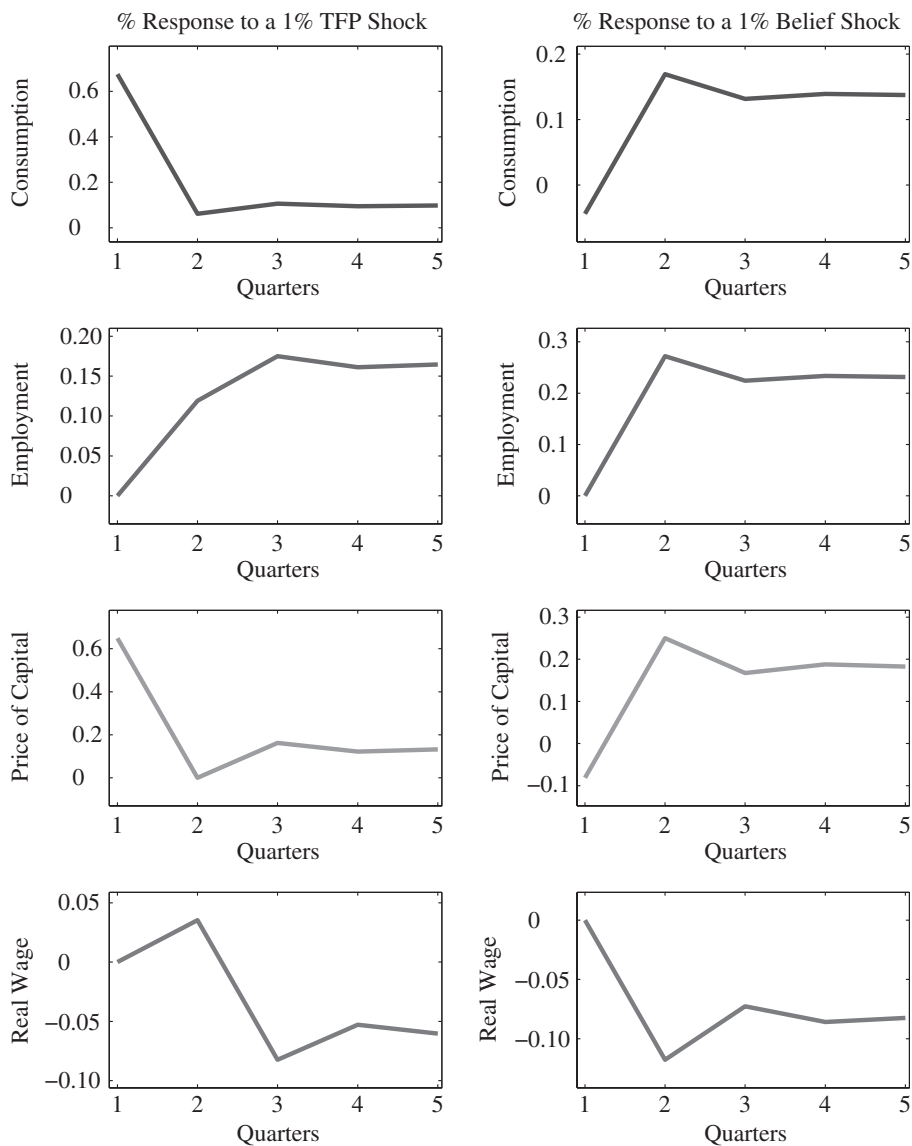 % Response to a 1% TFP Shock
Consumption
0.6
0.4
0.2
0
1 2 3 4 5
Quarters
% Response to a 1% Belief Shock
Consumption
0.2
0.1
0
1 2 3 4 5
Quarters
Employment
0.20
0.15
0.10
0.05
0
1 2 3 4 5
Quarters
Employment
0.3
0.2
0.1
0
1 2 3 4 5
Quarters
Price of Capital
0.6
0.4
0.2
0
1 2 3 4 5
Quarters
Price of Capital
0.3
0.2
0.1
0
−0.1
1 2 3 4 5
Quarters
Real Wage
0.05
0
−0.05
−0.10
1 2 3 4 5
Quarters
Real Wage
0
−0.05
−0.10
1 2 3 4 5
Quarters